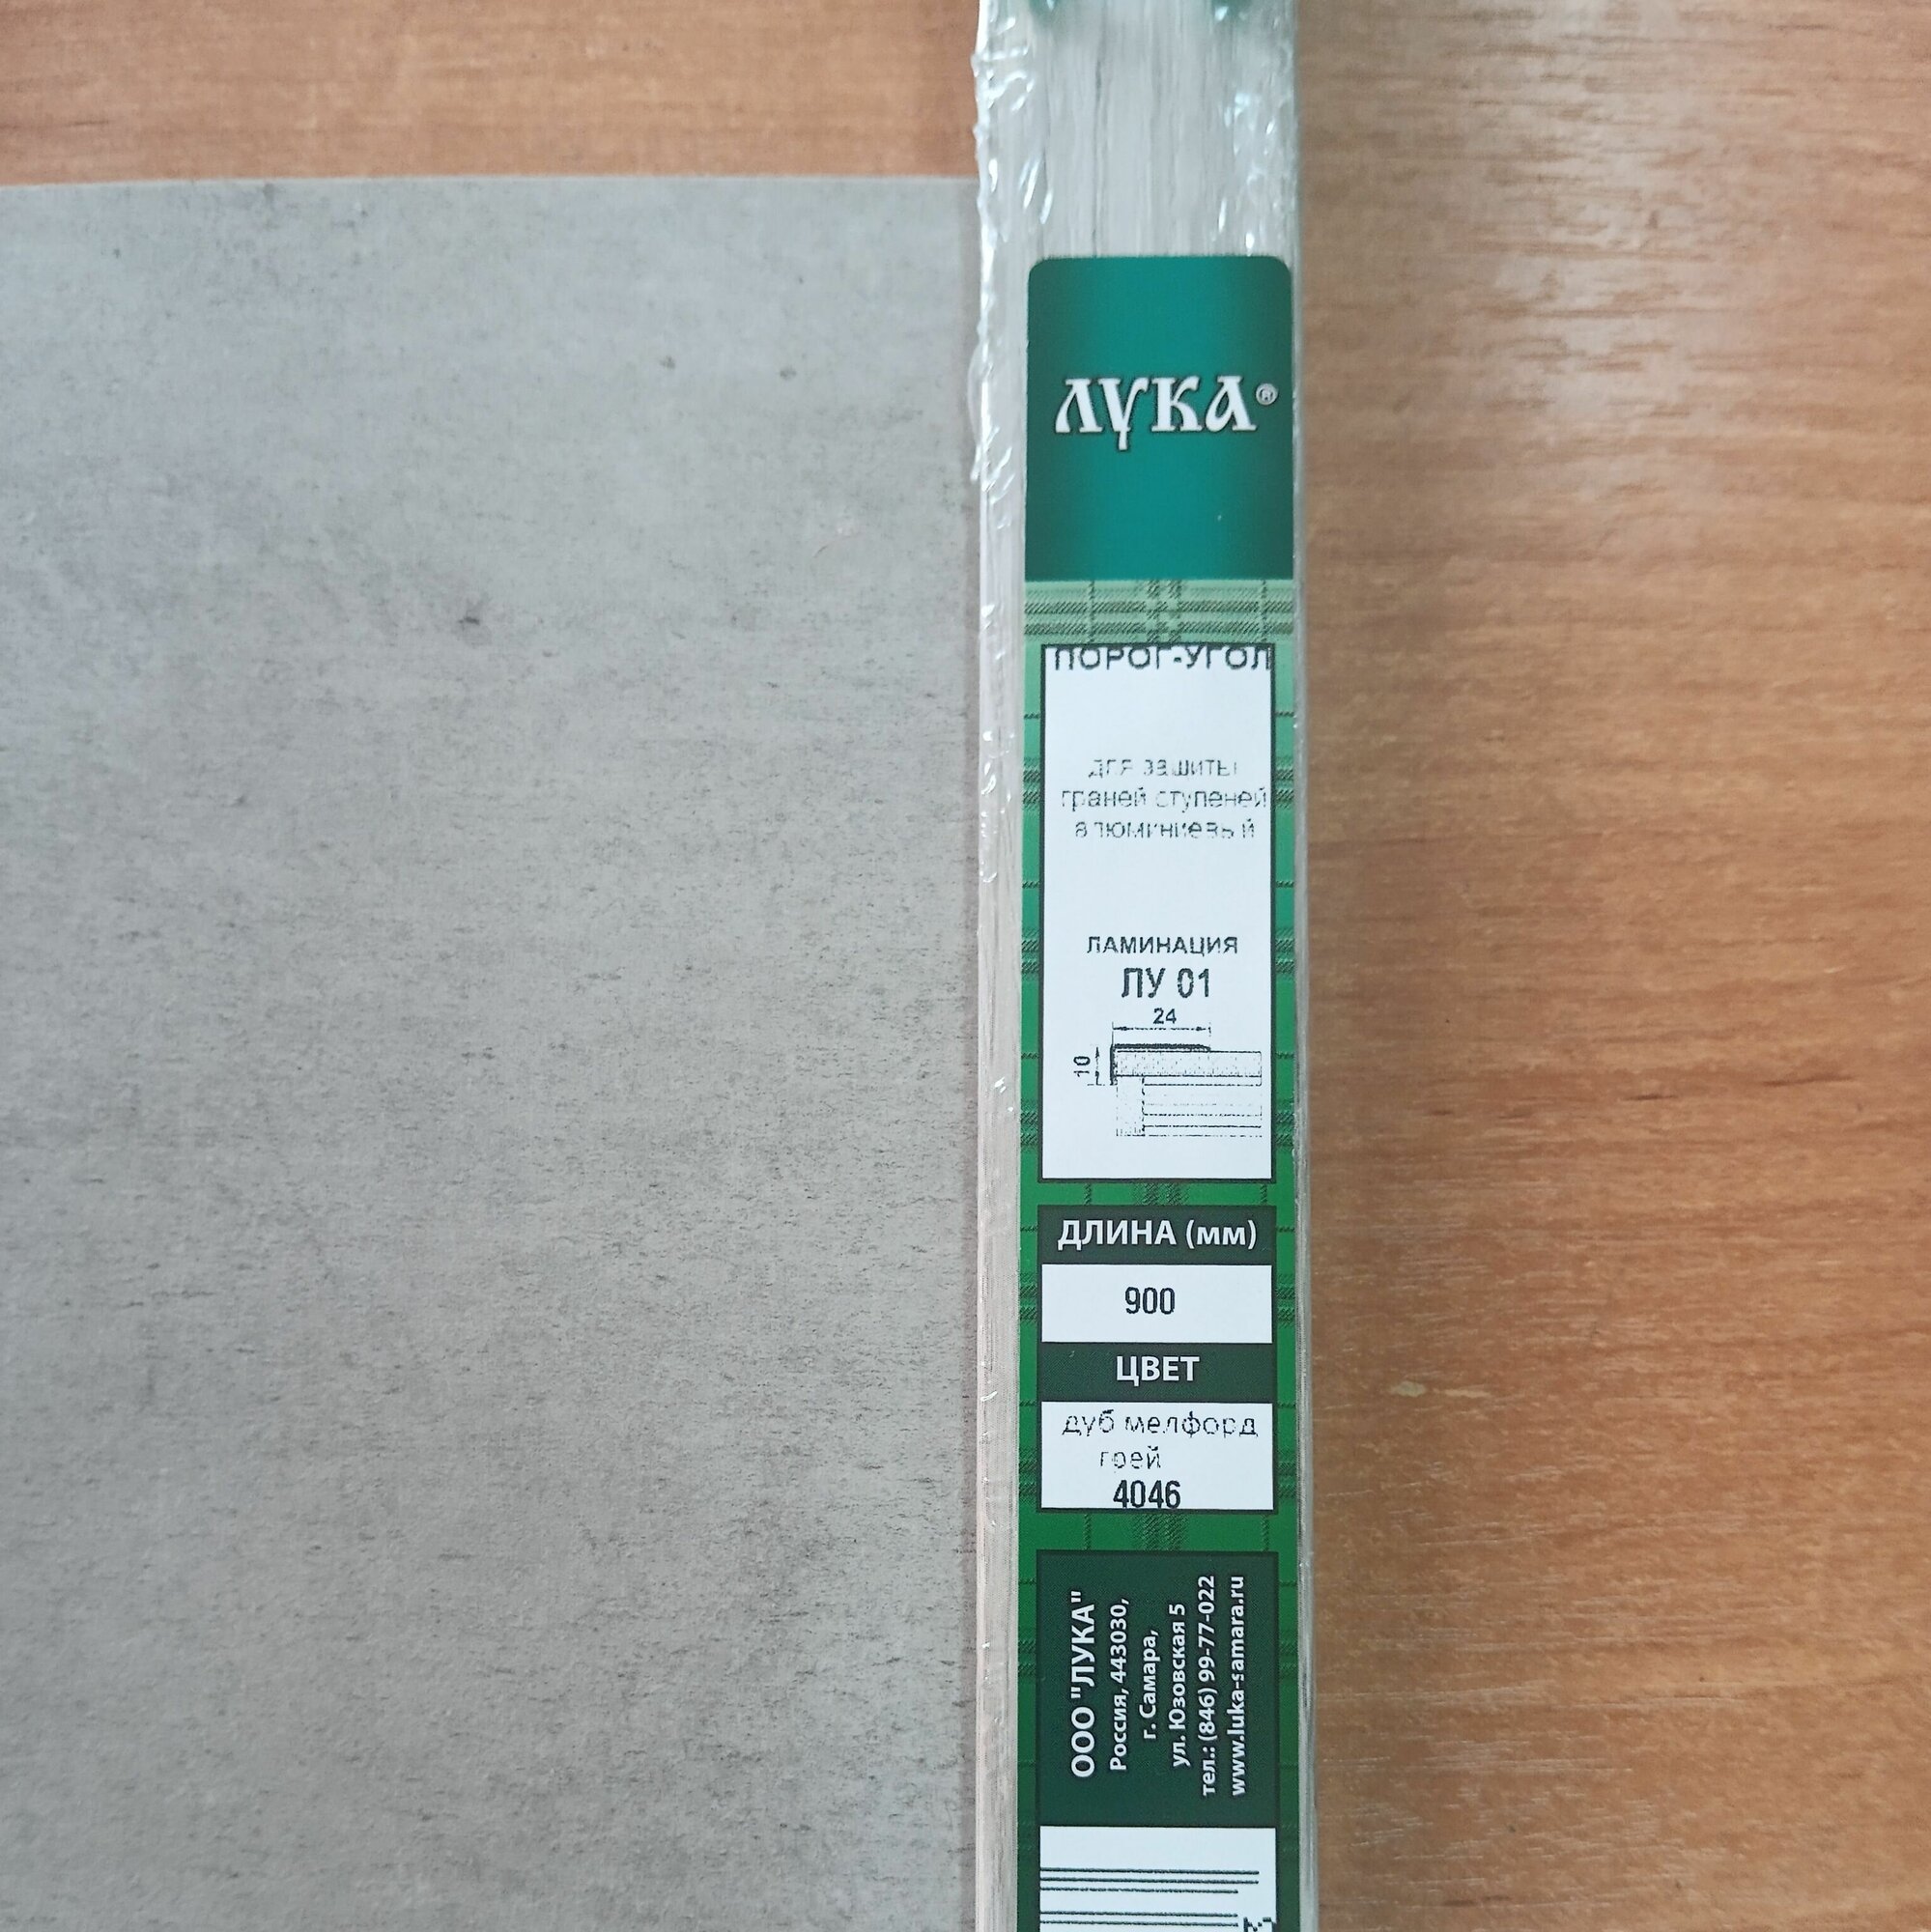 ЛУКА®
ПОРОГ-УГОЛ
для защиты
граней ступеней
алюминиевый
ЛАМИНАЦИЯ
ЛУ 01
24
10
ДЛИНА (мм)
900
ЦВЕТ
дуб мелфорд
грей
4046
ООО "ЛУКА"
Россия, 443030,
г. Самара,
ул. Юзовская 5
тел.: (846) 99-77-022
www.luka-samara.ru